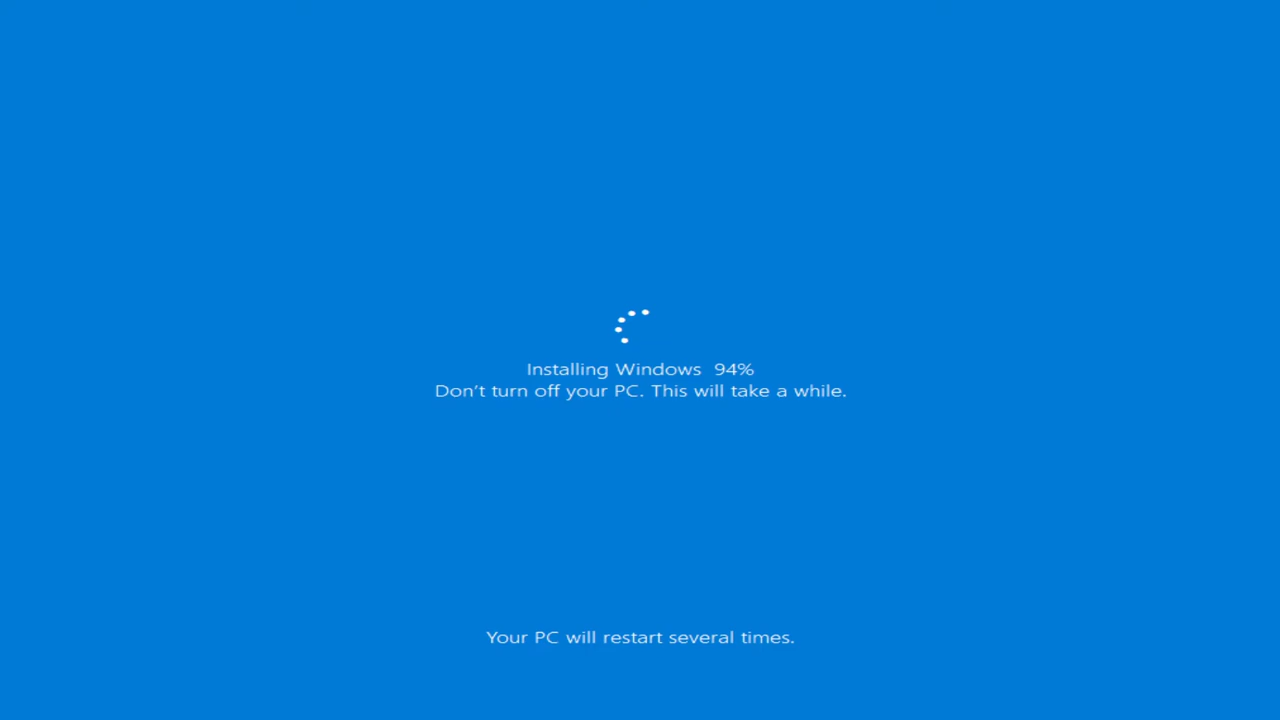 Installing Windows  94%
Don't turn off your PC. This will take a while.
Your PC will restart several times.